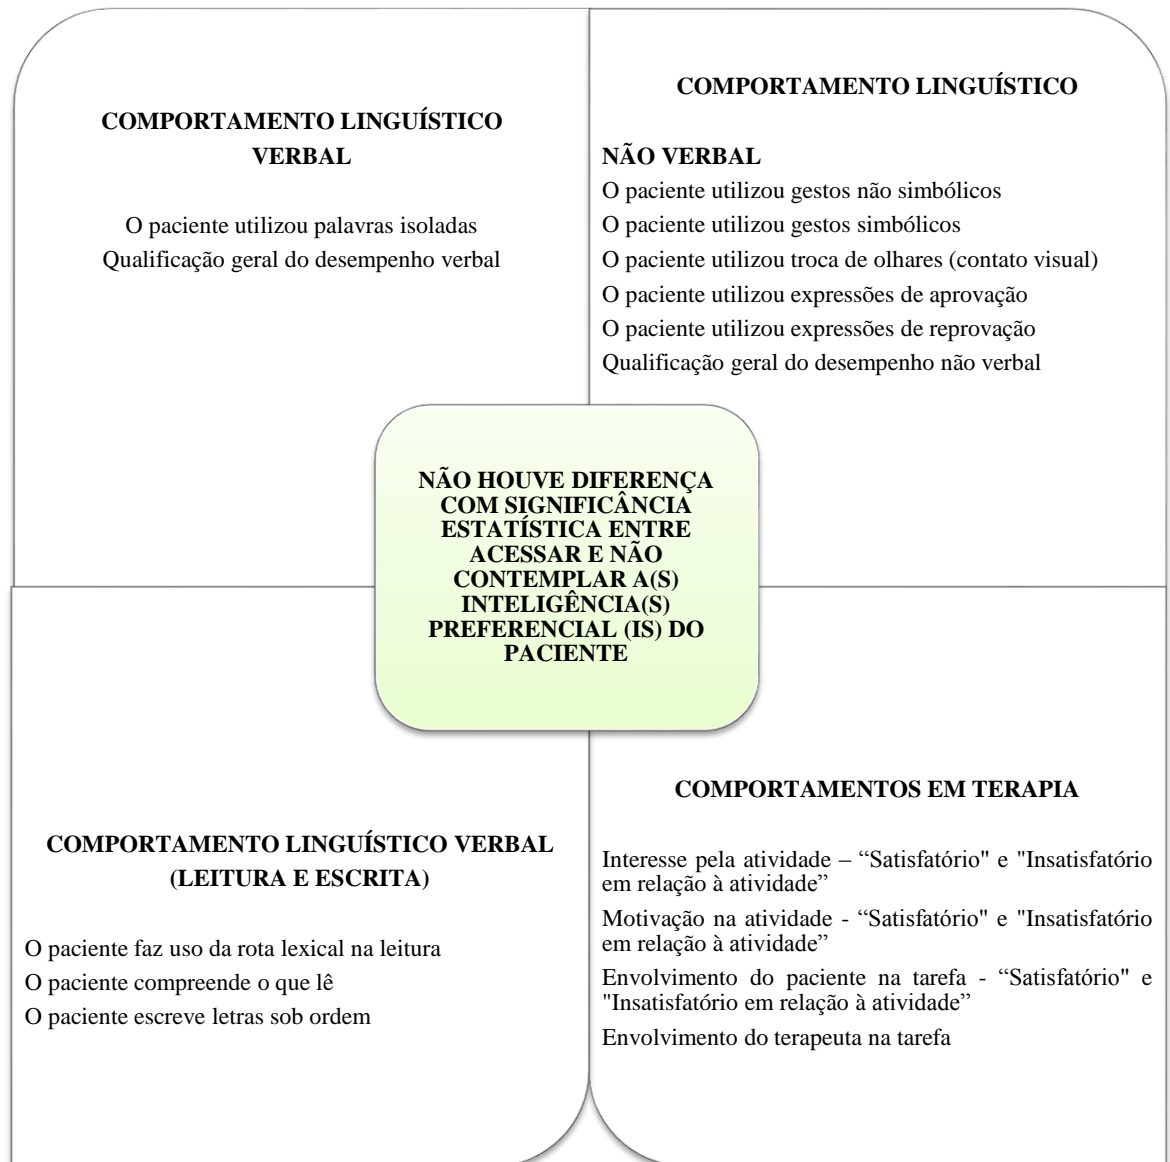 COMPORTAMENTO LINGUÍSTICO
VERBAL
O paciente utilizou palavras isoladas
Qualificação geral do desempenho verbal
COMPORTAMENTO LINGUÍSTICO
NÃO VERBAL
O paciente utilizou gestos não simbólicos
O paciente utilizou gestos simbólicos
O paciente utilizou troca de olhares (contato visual)
O paciente utilizou expressões de aprovação
O paciente utilizou expressões de reprovação
Qualificação geral do desempenho não verbal
NÃO HOUVE DIFERENÇA
COM SIGNIFICÂNCIA
ESTATÍSTICA ENTRE
ACESSAR E NÃO
CONTEMPLAR A(S)
INTELIGÊNCIA(S)
PREFERENCIAL (IS) DO
PACIENTE
COMPORTAMENTO LINGUÍSTICO VERBAL
(LEITURA E ESCRITA)
O paciente faz uso da rota lexical na leitura
O paciente compreende o que lê
O paciente escreve letras sob ordem
COMPORTAMENTOS EM TERAPIA
Interesse pela atividade – “Satisfatório" e "Insatisfatório
em relação à atividade”
Motivação na atividade - “Satisfatório" e "Insatisfatório
em relação à atividade”
Envolvimento do paciente na tarefa - “Satisfatório" e
"Insatisfatório em relação à atividade”
Envolvimento do terapeuta na tarefa